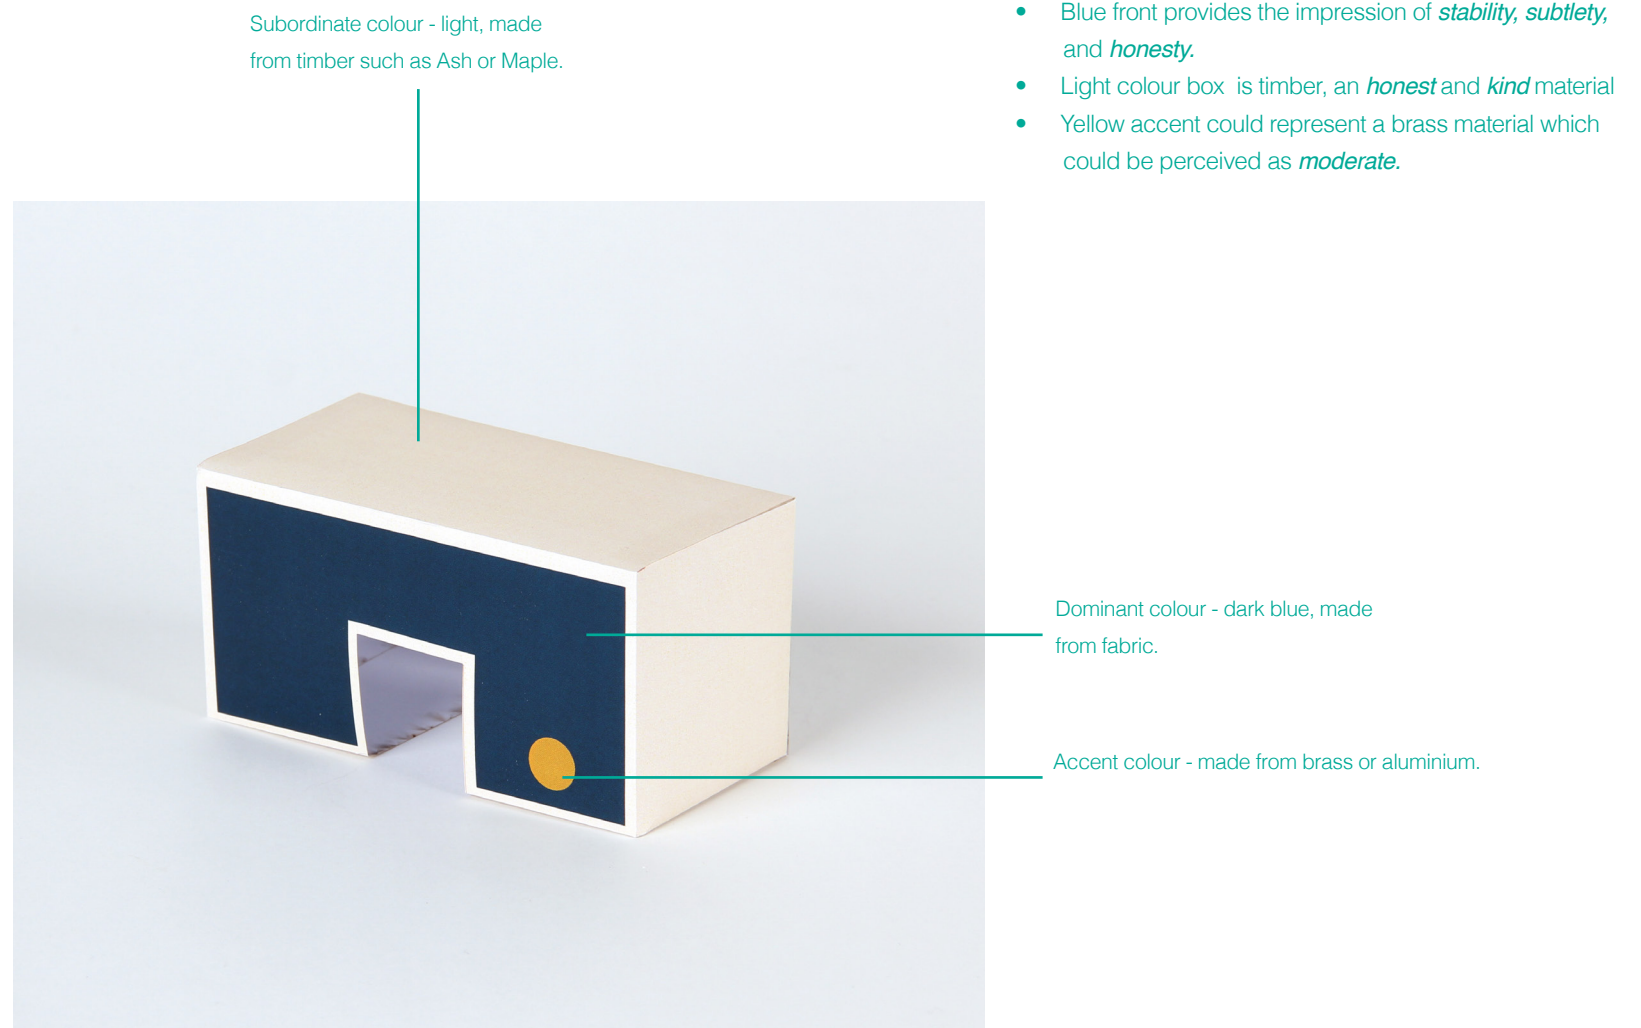 Subordinate colour - light, made
from timber such as Ash or Maple.
• Blue front provides the impression of stability, subtlety,
and honesty.
• Light colour box  is timber, an honest and kind material
• Yellow accent could represent a brass material which
could be perceived as moderate.
Dominant colour - dark blue, made
from fabric.
Accent colour - made from brass or aluminium.